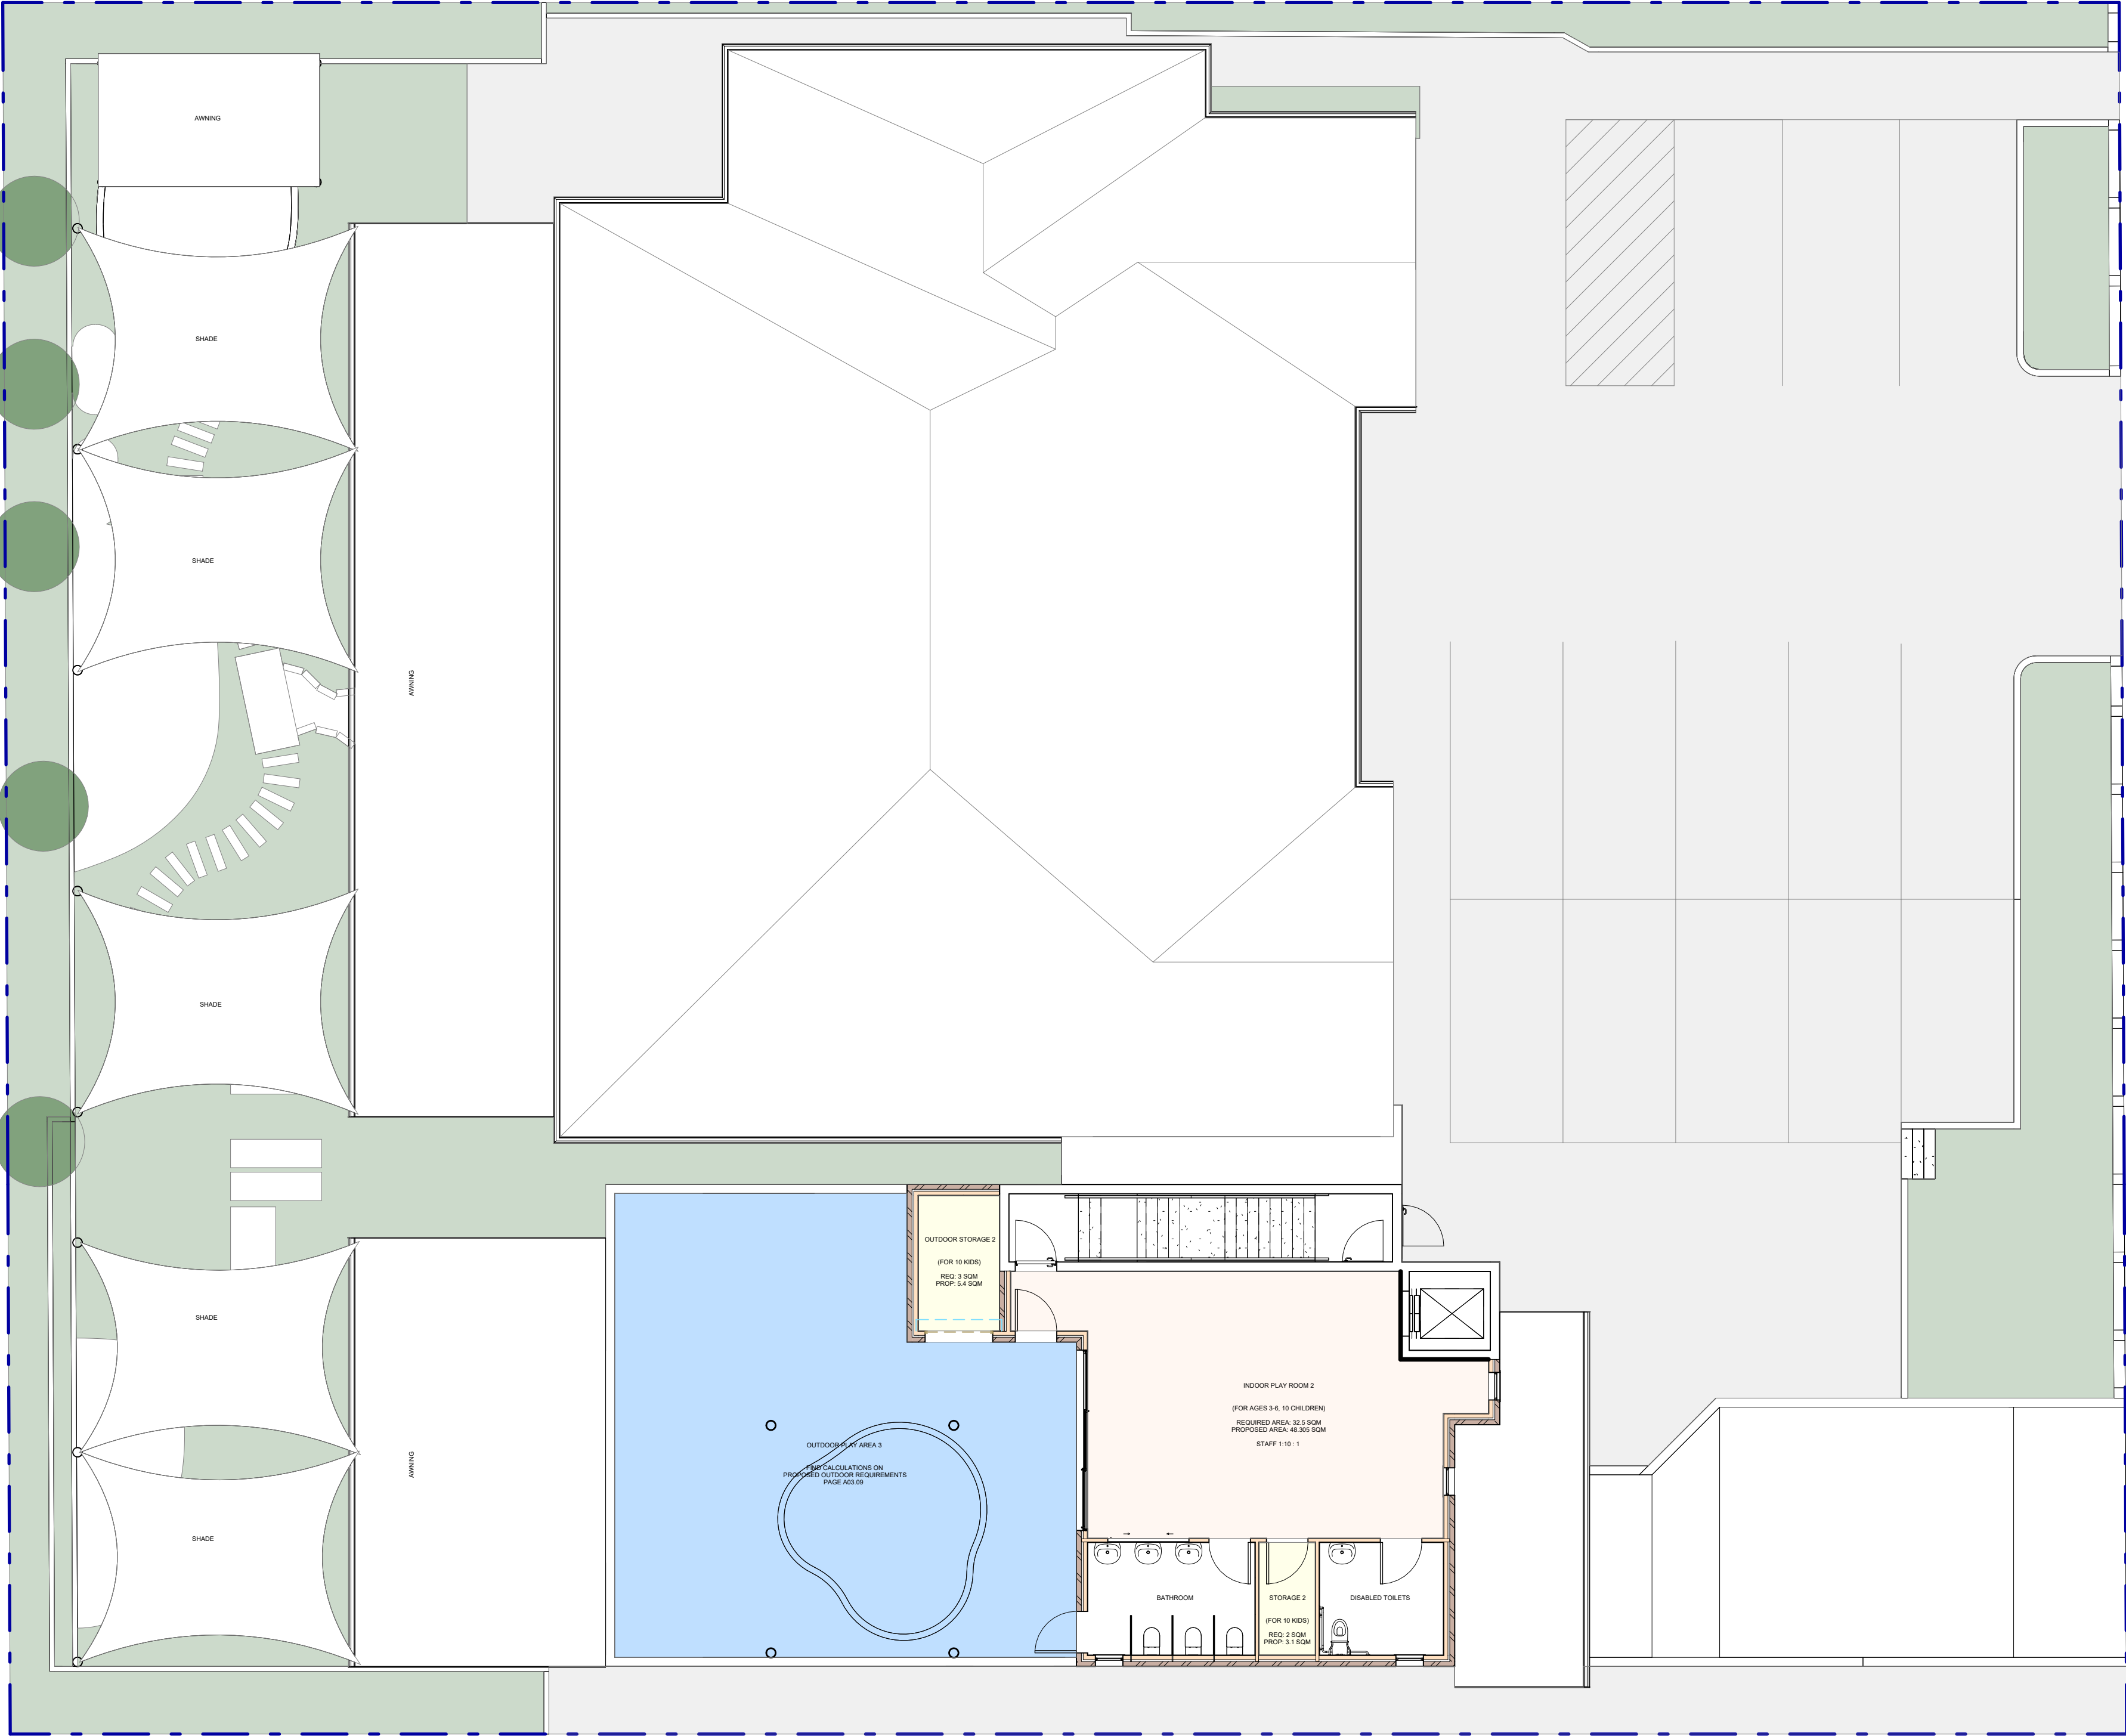 AWNING
SHADE
SHADE
AWNING
SHADE
OUTDOOR STORAGE 2
(FOR 10 KIDS)
REQ: 3 SQM
PROP: 5.4 SQM
SHADE
INDOOR PLAY ROOM 2
(FOR AGES 3-6, 10 CHILDREN)
REQUIRED AREA: 32.5 SQM
PROPOSED AREA: 48.305 SQM
STAFF 1:10 : 1
OUTDOOR PLAY AREA 3
FIND CALCULATIONS ON
PROPOSED OUTDOOR REQUIREMENTS
PAGE A03.09
AWNING
SHADE
BATHROOM
STORAGE 2
(FOR 10 KIDS)
REQ: 2 SQM
PROP: 3.1 SQM
DISABLED TOILETS